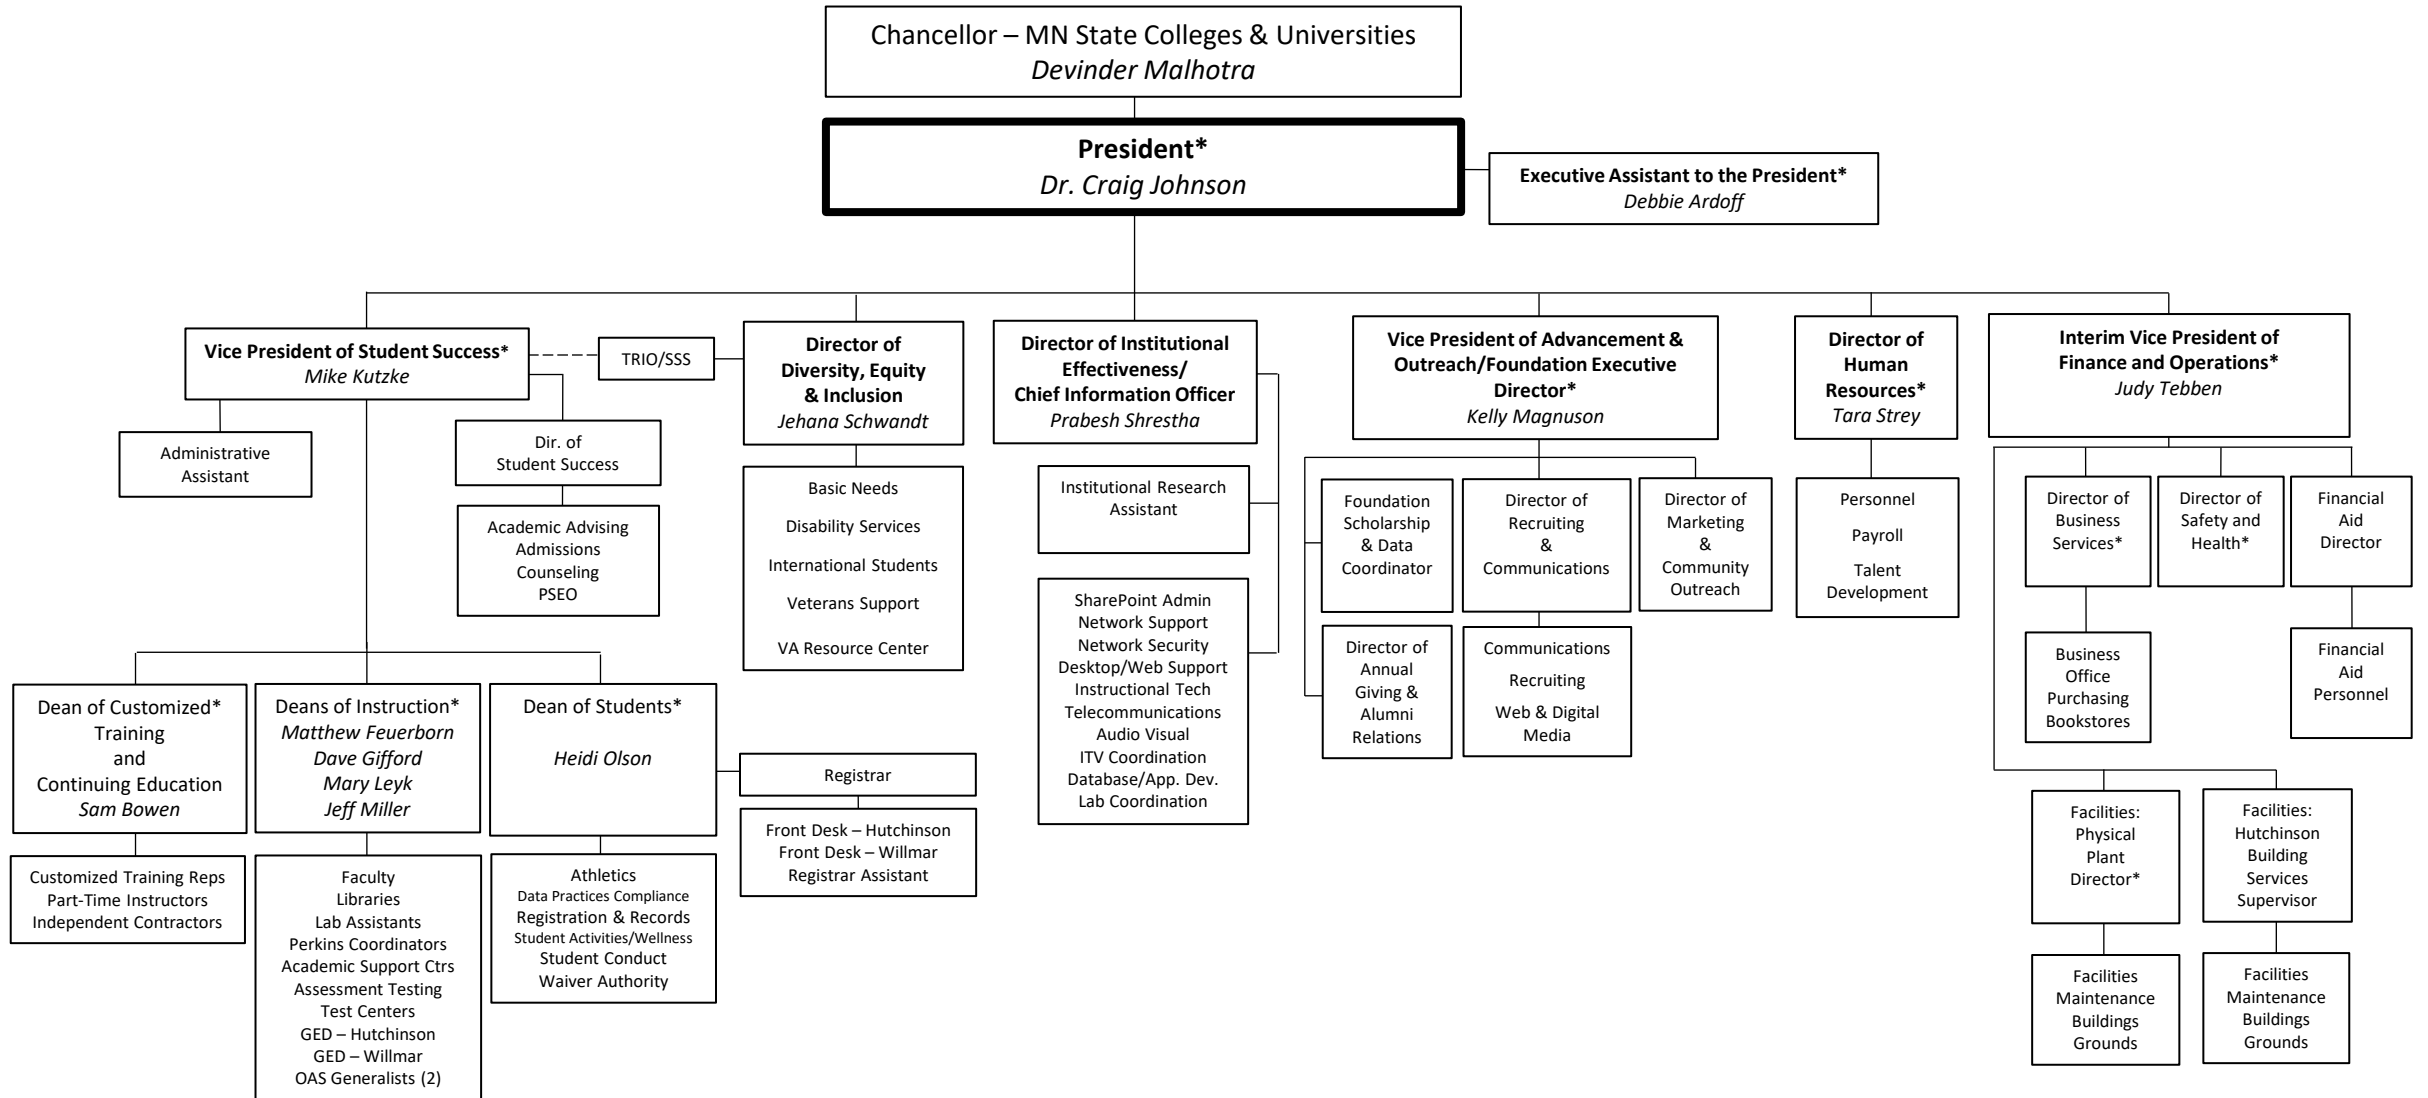 Chancellor – MN State Colleges & Universities
Devinder Malhotra
President*
Dr. Craig Johnson
Executive Assistant to the President*
Debbie Ardoff
Vice President of Student Success*
Mike Kutzke
TRIO/SSS
Director of
Diversity, Equity
& Inclusion
Jehana Schwandt
Director of Institutional
Effectiveness/
Chief Information Officer
Prabesh Shrestha
Vice President of Advancement &
Outreach/Foundation Executive
Director*
Kelly Magnuson
Director of
Human
Resources*
Tara Strey
Interim Vice President of
Finance and Operations*
Judy Tebben
Administrative
Assistant
Dir. of
Student Success
Academic Advising
Admissions
Counseling
PSEO
Basic Needs
Disability Services
International Students
Veterans Support
VA Resource Center
Institutional Research
Assistant
SharePoint Admin
Network Support
Network Security
Desktop/Web Support
Instructional Tech
Telecommunications
Audio Visual
ITV Coordination
Database/App. Dev.
Lab Coordination
Foundation
Scholarship
& Data
Coordinator
Director of
Annual
Giving &
Alumni
Relations
Director of
Recruiting
&
Communications
Communications
Recruiting
Web & Digital
Media
Director of
Marketing
&
Community
Outreach
Personnel
Payroll
Talent
Development
Director of
Business
Services*
Business
Office
Purchasing
Bookstores
Director of
Safety and
Health*
Financial
Aid
Director
Financial
Aid
Personnel
Facilities:
Physical
Plant
Director*
Facilities
Maintenance
Buildings
Grounds
Facilities:
Hutchinson
Building
Services
Supervisor
Facilities
Maintenance
Buildings
Grounds
Dean of Customized*
Training
and
Continuing Education
Sam Bowen
Customized Training Reps
Part-Time Instructors
Independent Contractors
Deans of Instruction*
Matthew Feuerborn
Dave Gifford
Mary Leyk
Jeff Miller
Faculty
Libraries
Lab Assistants
Perkins Coordinators
Academic Support Ctrs
Assessment Testing
Test Centers
GED – Hutchinson
GED – Willmar
OAS Generalists (2)
Dean of Students*
Heidi Olson
Athletics
Data Practices Compliance
Registration & Records
Student Activities/Wellness
Student Conduct
Waiver Authority
Registrar
Front Desk – Hutchinson
Front Desk – Willmar
Registrar Assistant